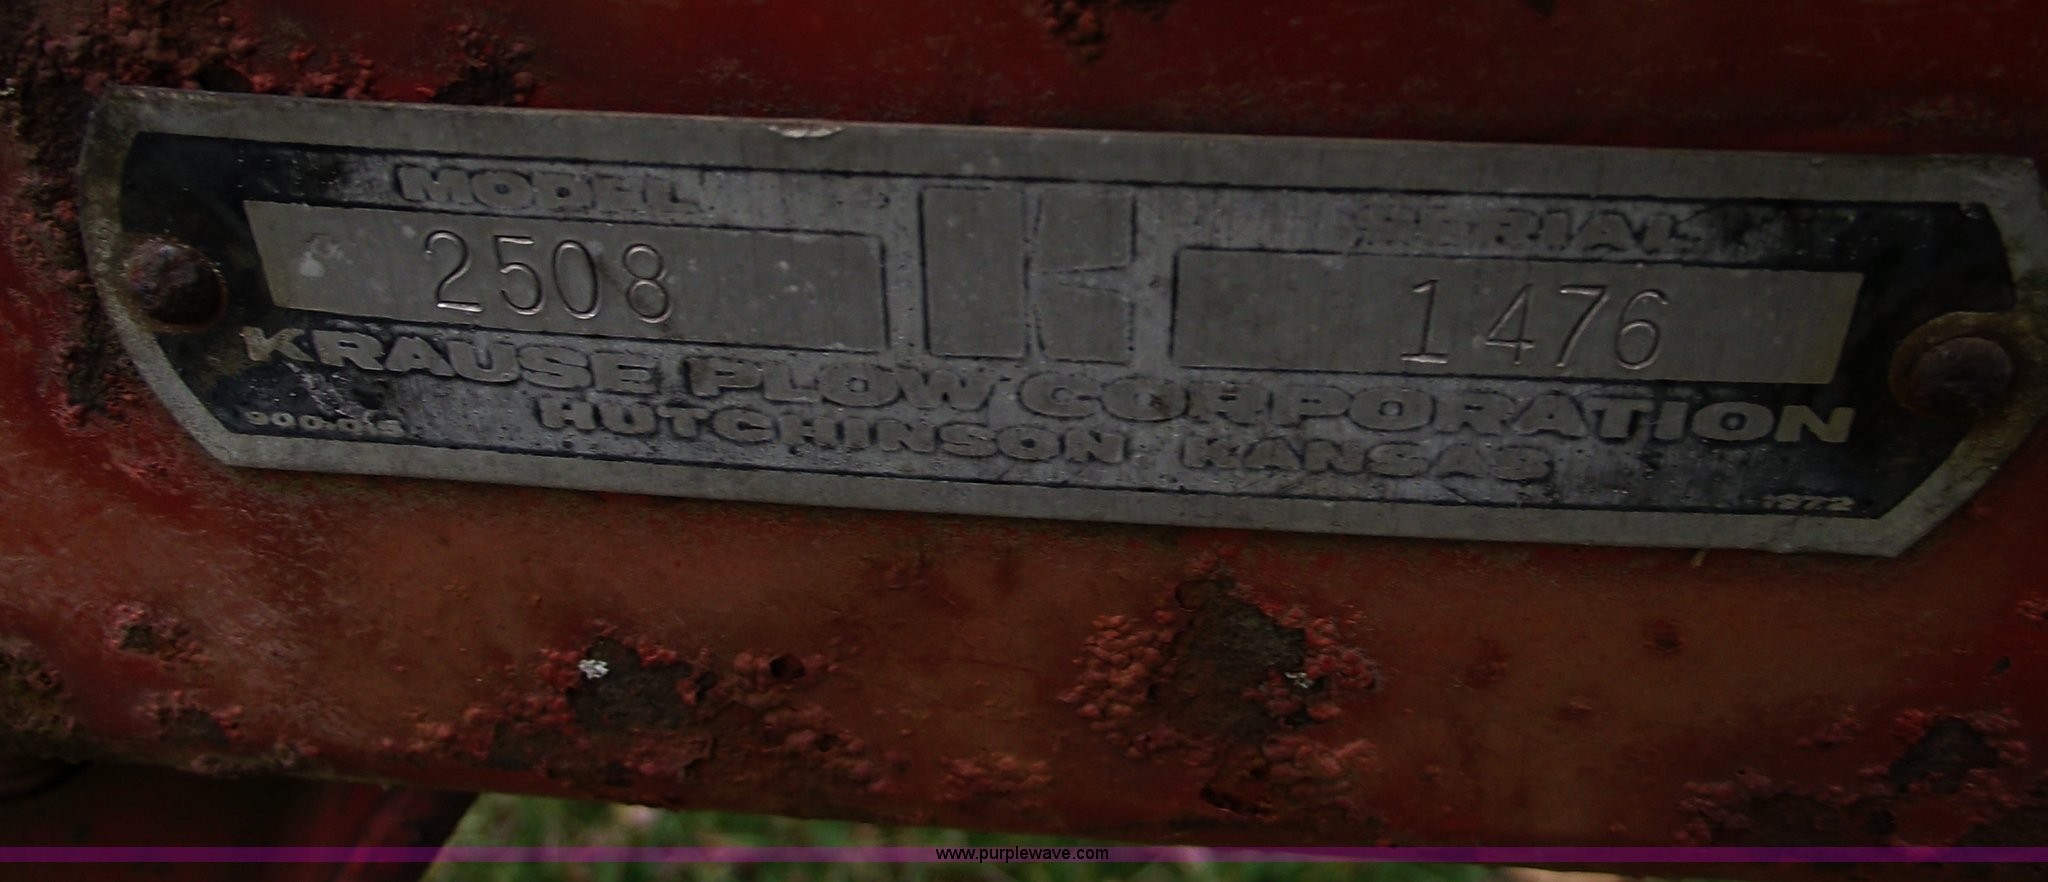 MODEL
2508
K
SERIAL
1476
KRAUSE PLOW CORPORATION
HUTCHINSON KANSAS
1972
www.purplewave.com